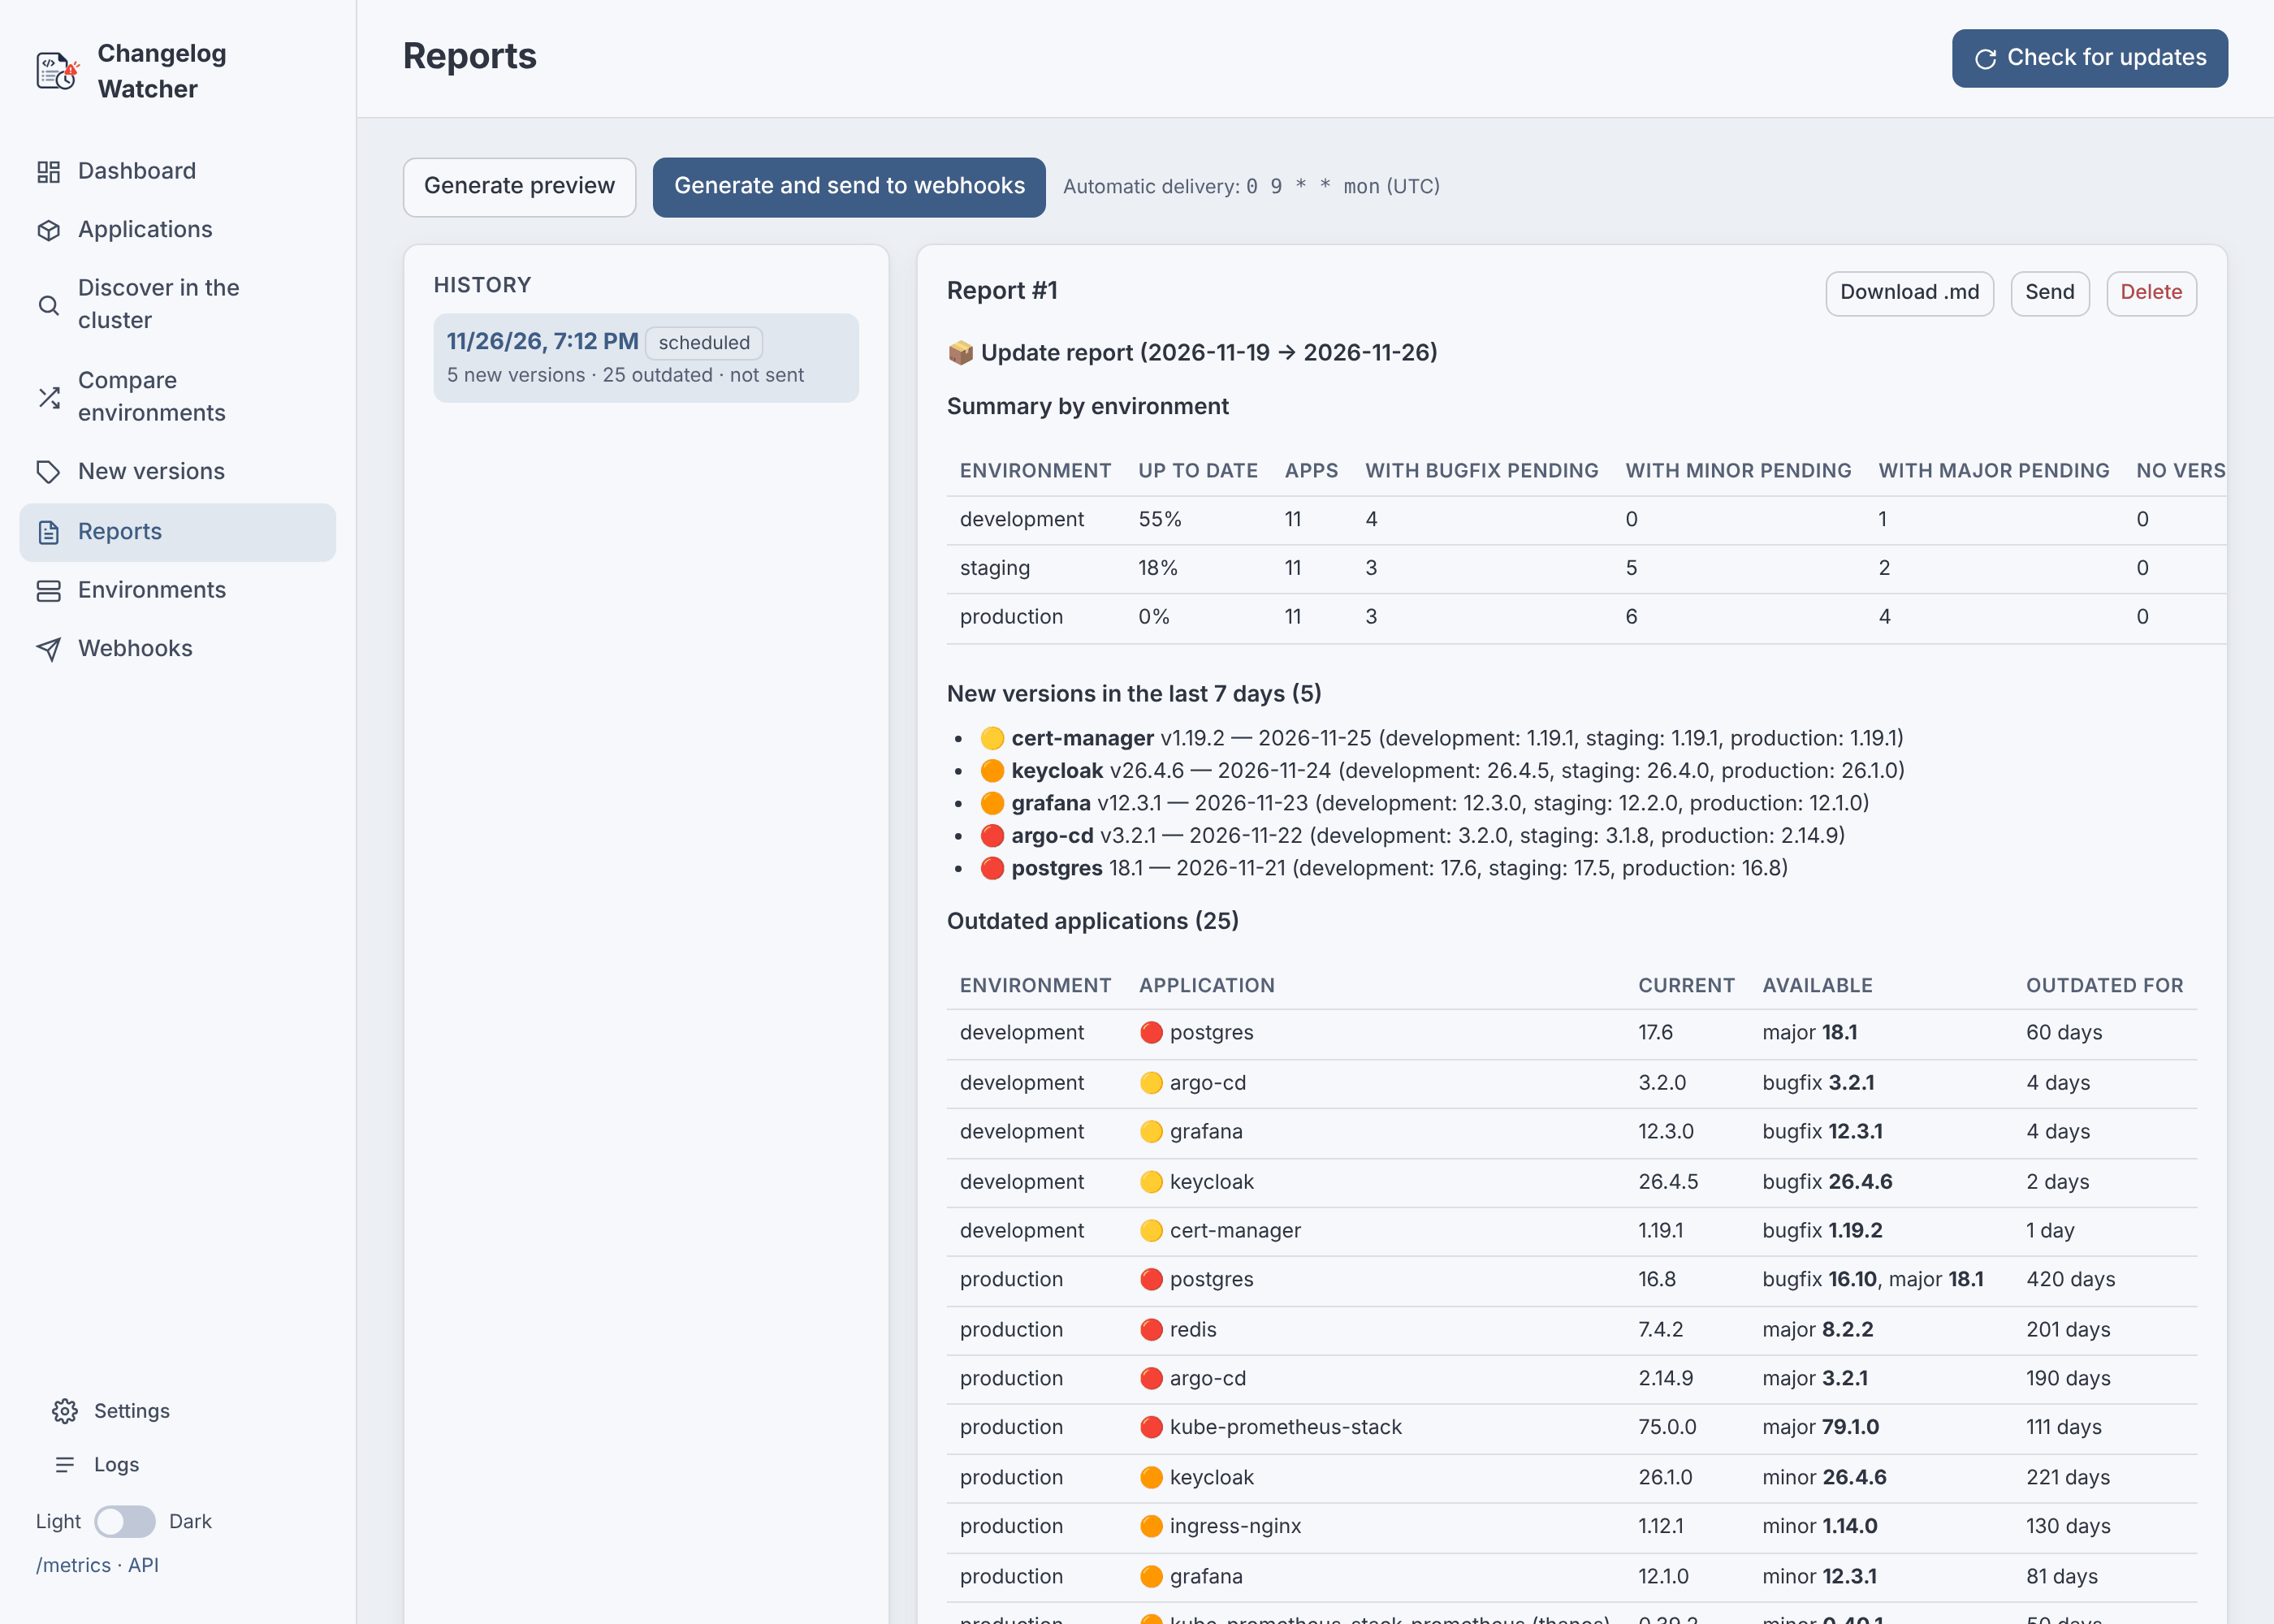 Changelog
Watcher
Dashboard
Applications
Discover in the
cluster
Compare
environments
New versions
Reports
Environments
Webhooks
Settings
Logs
Light Dark
/metrics · API
Reports
Check for updates
Generate preview
Generate and send to webhooks
Automatic delivery: 0 9 * * mon (UTC)
HISTORY
11/26/26, 7:12 PM scheduled
5 new versions · 25 outdated · not sent
Report #1
Download .md
Send
Delete
📦 Update report (2026-11-19 → 2026-11-26)
Summary by environment
ENVIRONMENT UP TO DATE APPS WITH BUGFIX PENDING WITH MINOR PENDING WITH MAJOR PENDING NO VERS
development 55% 11 4 0 1 0
staging 18% 11 3 5 2 0
production 0% 11 3 6 4 0
New versions in the last 7 days (5)
• 🟡 cert-manager v1.19.2 — 2026-11-25 (development: 1.19.1, staging: 1.19.1, production: 1.19.1)
• 🟠 keycloak v26.4.6 — 2026-11-24 (development: 26.4.5, staging: 26.4.0, production: 26.1.0)
• 🟠 grafana v12.3.1 — 2026-11-23 (development: 12.3.0, staging: 12.2.0, production: 12.1.0)
• 🔴 argo-cd v3.2.1 — 2026-11-22 (development: 3.2.0, staging: 3.1.8, production: 2.14.9)
• 🔴 postgres 18.1 — 2026-11-21 (development: 17.6, staging: 17.5, production: 16.8)
Outdated applications (25)
ENVIRONMENT APPLICATION CURRENT AVAILABLE OUTDATED FOR
development 🔴 postgres 17.6 major 18.1 60 days
development 🟡 argo-cd 3.2.0 bugfix 3.2.1 4 days
development 🟡 grafana 12.3.0 bugfix 12.3.1 4 days
development 🟡 keycloak 26.4.5 bugfix 26.4.6 2 days
development 🟡 cert-manager 1.19.1 bugfix 1.19.2 1 day
production 🔴 postgres 16.8 bugfix 16.10, major 18.1 420 days
production 🔴 redis 7.4.2 major 8.2.2 201 days
production 🔴 argo-cd 2.14.9 major 3.2.1 190 days
production 🔴 kube-prometheus-stack 75.0.0 major 79.1.0 111 days
production 🟠 keycloak 26.1.0 minor 26.4.6 221 days
production 🟠 ingress-nginx 1.12.1 minor 1.14.0 130 days
production 🟠 grafana 12.1.0 minor 12.3.1 81 days
production 🟠 kube-prometheus-stack-prometheus (thanos) 0.39.2 minor 0.40.1 50 days